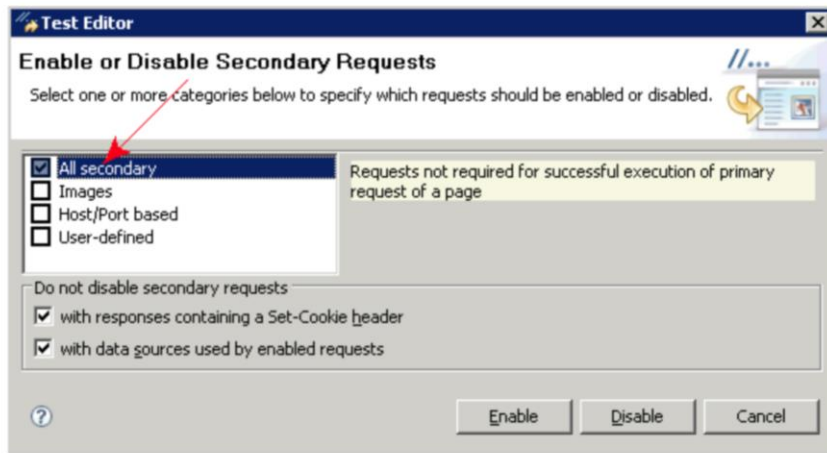 Test Editor
Enable or Disable Secondary Requests
Select one or more categories below to specify which requests should be enabled or disabled.
All secondary
Images
Host/Port based
User-defined
Requests not required for successful execution of primary
request of a page
Do not disable secondary requests
with responses containing a Set-Cookie header
with data sources used by enabled requests
?
Enable
Disable
Cancel